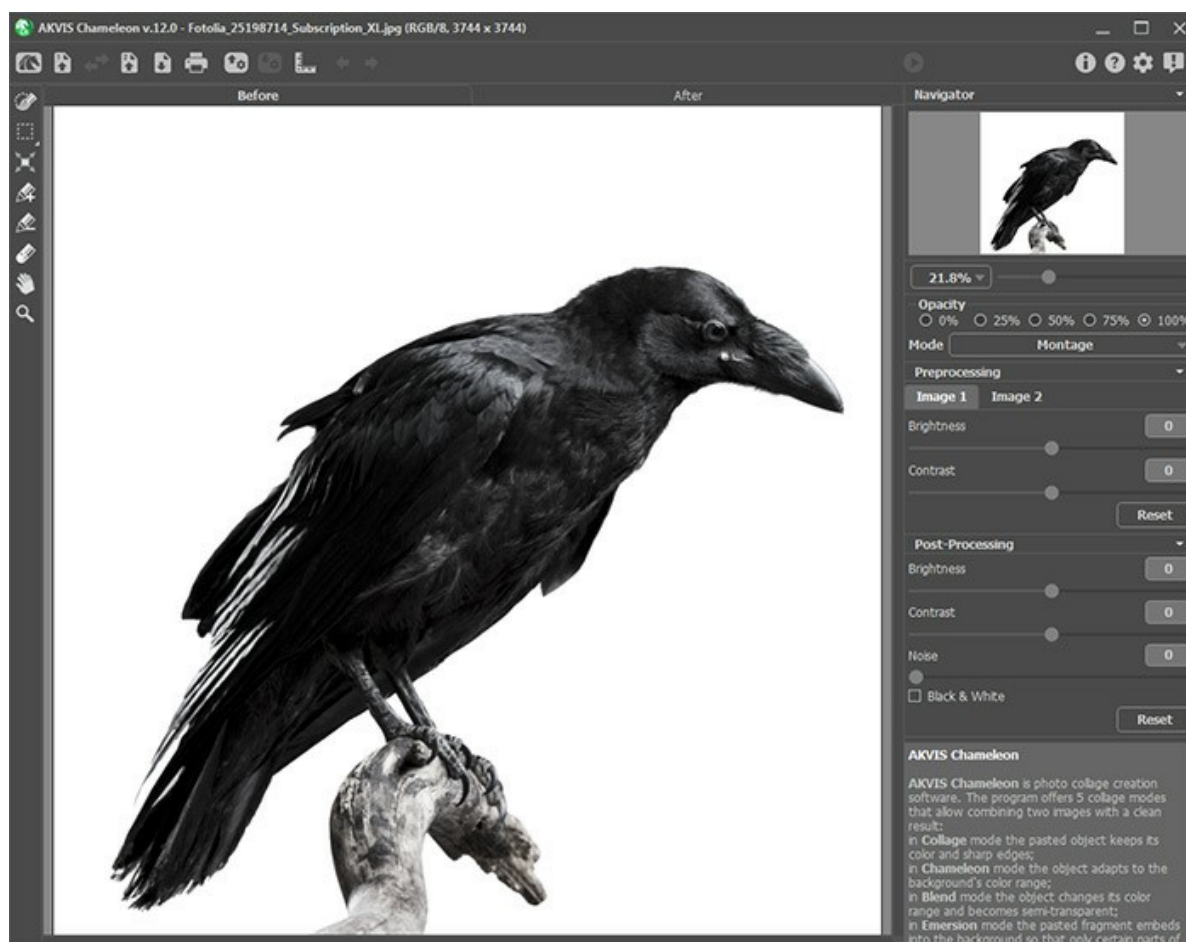 AKVIS Chameleon v.12.0 - Fotolia_25198714_Subscription_XL.jpg (RGB/8, 3744 x 3744)
Before After
Navigator
21.8%
Opacity
0% 25% 50% 75% 100%
Mode Montage
Preprocessing
Image 1 Image 2
Brightness 0
Contrast 0
Reset
Post-Processing
Brightness 0
Contrast 0
Noise 0
Black & White
Reset
AKVIS Chameleon
AKVIS Chameleon is photo collage creation
software. The program offers 5 collage modes
that allow combining two images with a clean
result:
in Collage mode the pasted object keeps its
color and sharp edges;
in Chameleon mode the object adapts to the
background's color range;
in Blend mode the object changes its color
range and becomes semi-transparent;
in Emersion mode the pasted fragment embeds
into the background so that only certain parts of